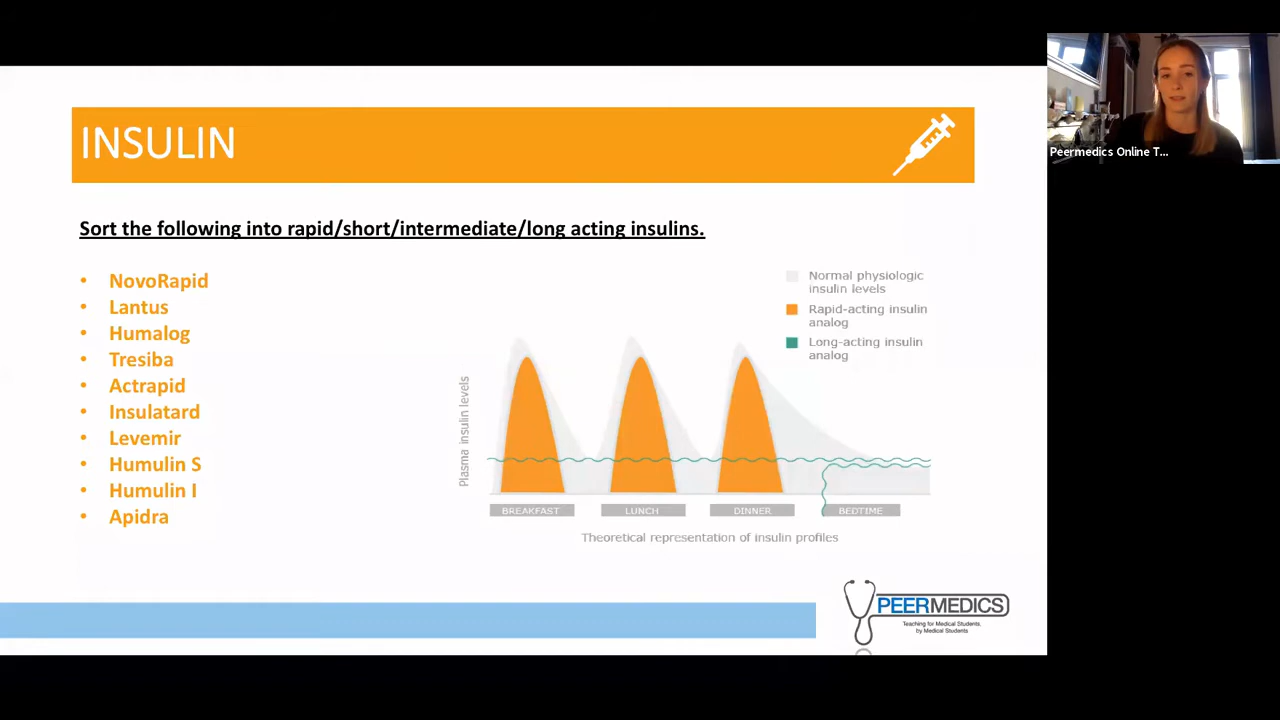 INSULIN
Peermedics Online T...
Sort the following into rapid/short/intermediate/long acting insulins.
• NovoRapid
• Lantus
• Humalog
• Tresiba
• Actrapid
• Insulatard
• Levemir
• Humulin S
• Humulin I
• Apidra
Normal physiologic
insulin levels
Rapid-acting insulin
analog
Long-acting insulin
analog
Plasma insulin levels
BREAKFAST
LUNCH
DINNER
BEDTIME
Theoretical representation of insulin profiles
PEERMEDICS
Teaching for Medical Students,
by Medical Students